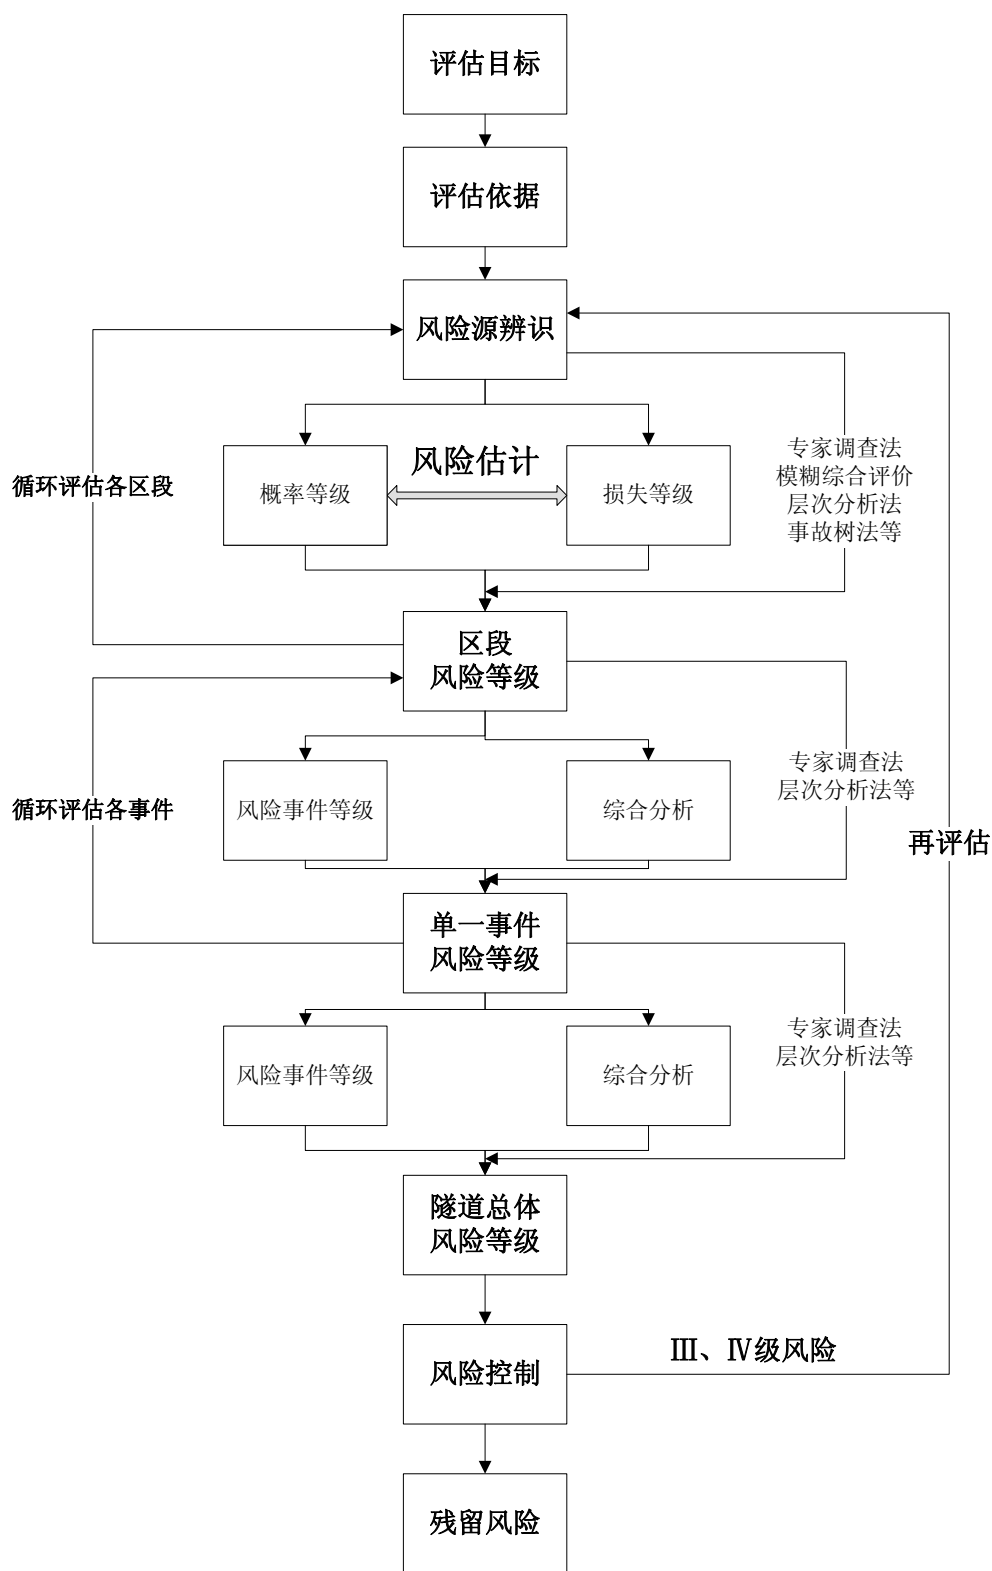 评估目标
评估依据
风险源辨识
专家调查法
模糊综合评价
层次分析法
事故树法等
风险估计
循环评估各区段
概率等级
损失等级
区段
风险等级
专家调查法
层次分析法等
循环评估各事件
风险事件等级
综合分析
再评估
单一事件
风险等级
专家调查法
层次分析法等
风险事件等级
综合分析
隧道总体
风险等级
Ⅲ、Ⅳ级风险
风险控制
残留风险